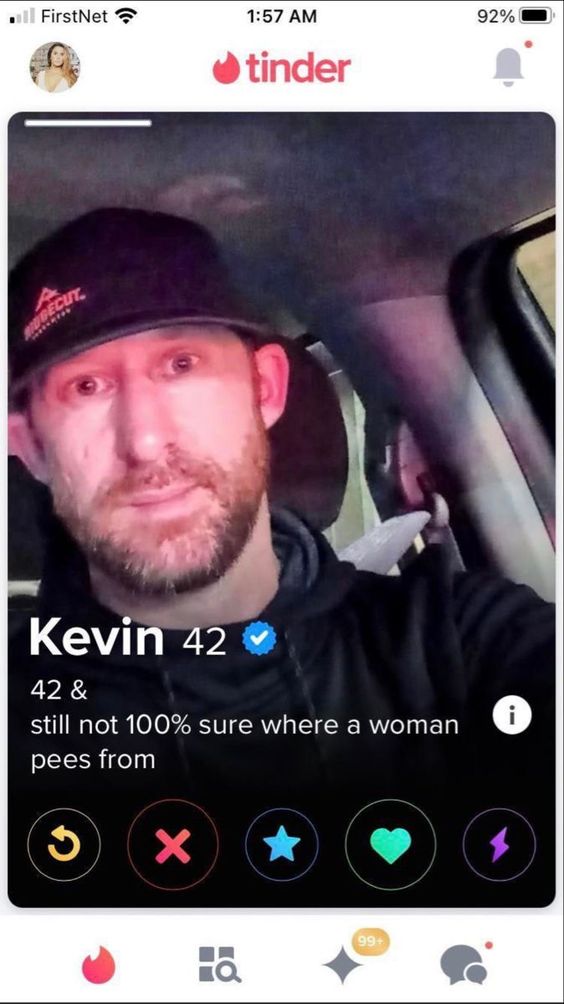 FirstNet
1:57 AM
92%
tinder
Kevin 42
42 &
still not 100% sure where a woman
pees from
99+